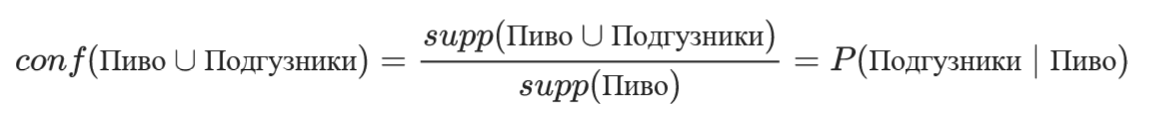 conf(Пиво ∪ Подгузники) = supp(Пиво ∪ Подгузники) / supp(Пиво) = P(Подгузники | Пиво)